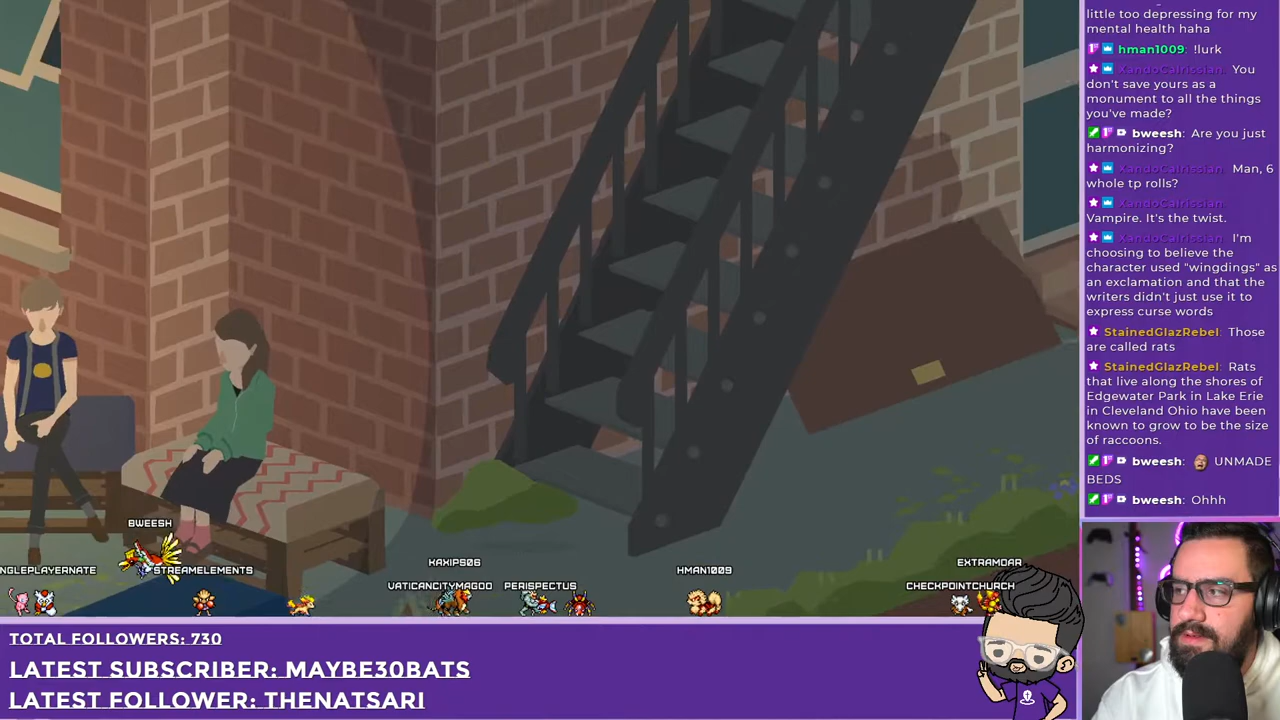 little too depressing for my
mental health haha
hman1009: !lurk
XandoCalrissian: You
don't save yours as a
monument to all the things
you've made?
bweesh: Are you just
harmonizing?
XandoCalrissian: Man, 6
whole tp rolls?
XandoCalrissian:
Vampire. It's the twist.
XandoCalrissian: I'm
choosing to believe the
character used "wingdings" as
an exclamation and that the
writers didn't just use it to
express curse words
StainedGlazRebel: Those
are called rats
StainedGlazRebel: Rats
that live along the shores of
Edgewater Park in Lake Erie
in Cleveland Ohio have been
known to grow to be the size
of raccoons.
bweesh: UNMADE
BEDS
bweesh: Ohhh
BWEESH
NGLEPLAYERNATE
STREAMELEMENTS
KAXIPS06
VATICANCITYMAGOO
PERISPECTUS
HMAN1009
EXTRAMOAR
CHECKPOINTCHURCH
TOTAL FOLLOWERS: 730
LATEST SUBSCRIBER: MAYBE30BATS
LATEST FOLLOWER: THENATSARI